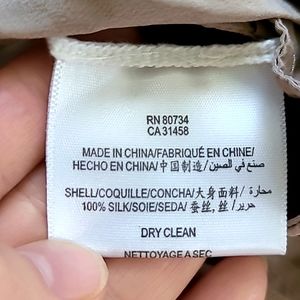 RN 80734
CA 31458
MADE IN CHINA/FABRIQUÉ EN CHINE/
HECHO EN CHINA/中国制造/صنع في الصين
SHELL/COQUILLE/CONCHA/大身面料/محارة/
100% SILK/SOIE/SEDA/蚕丝,丝/حرير
DRY CLEAN
NETTOYAGE A SEC